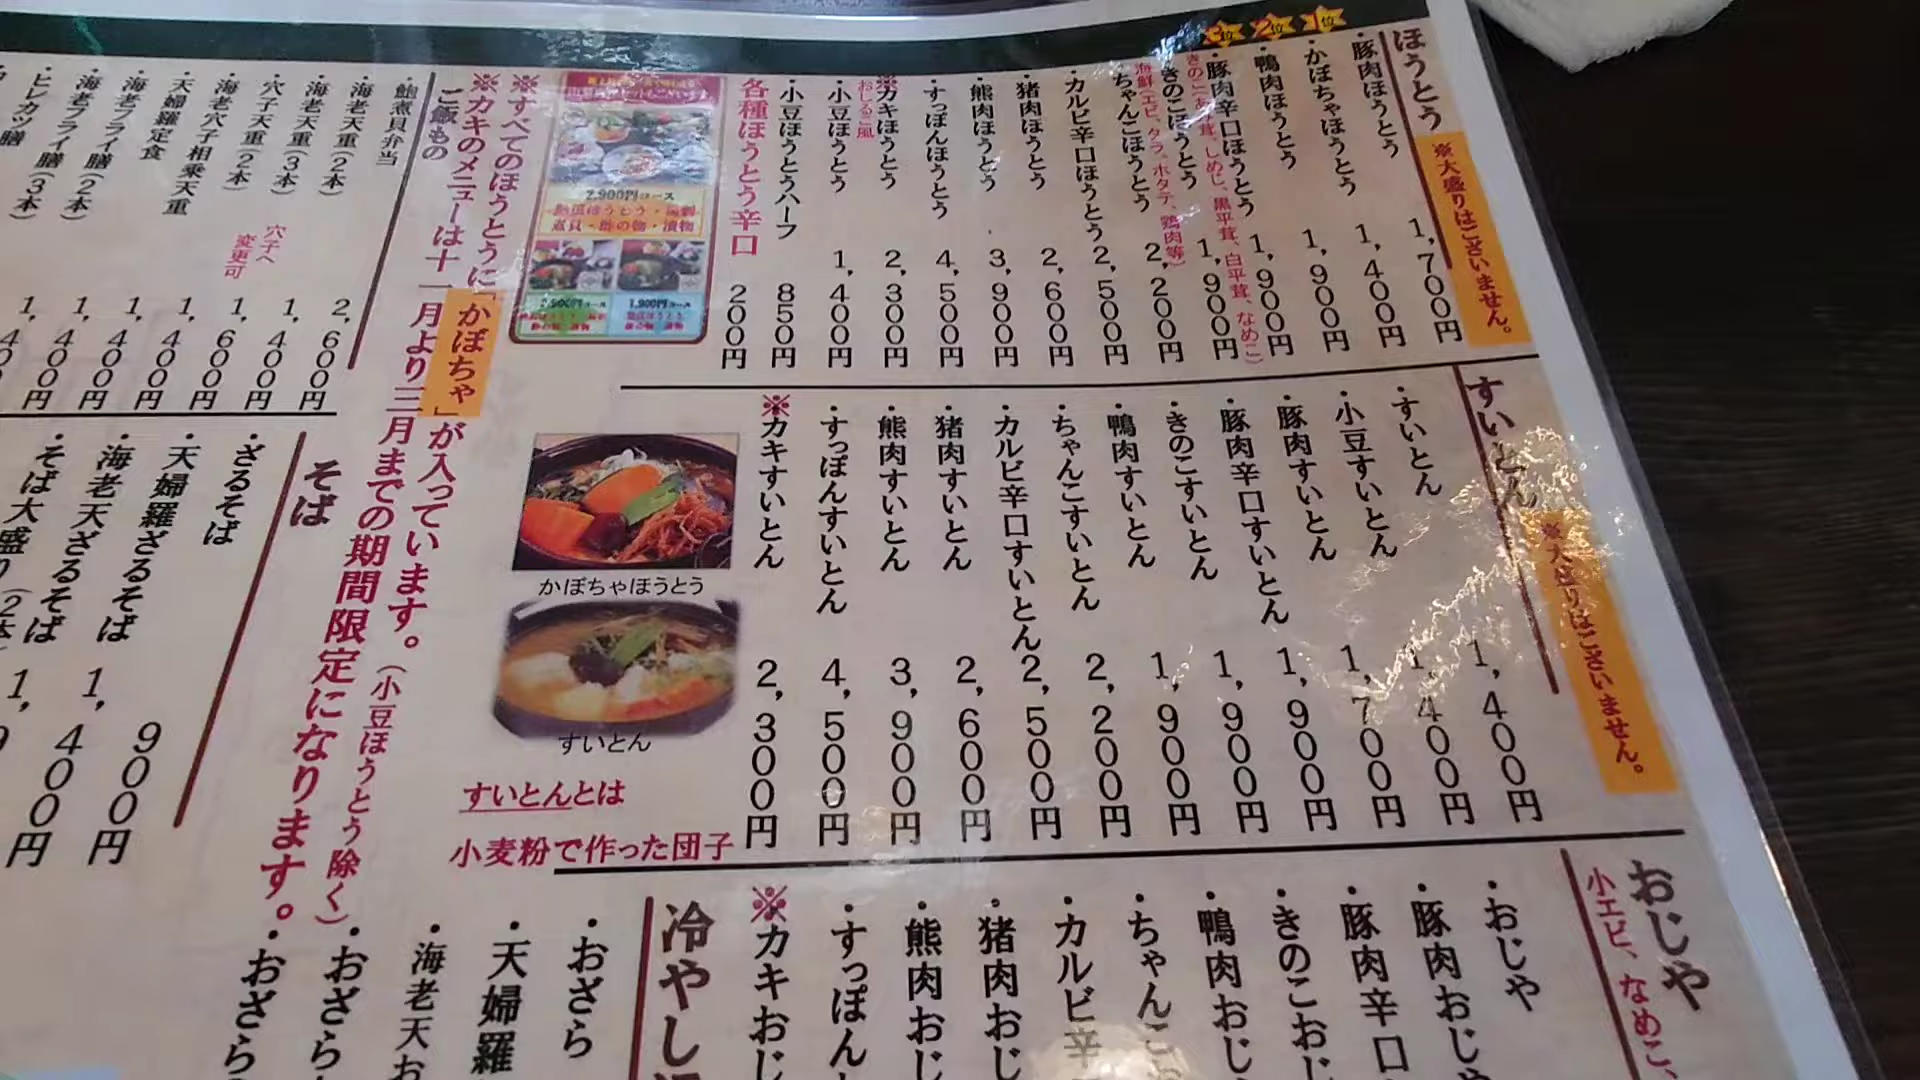 ほうとう
※大盛りはございません。
1位
2位
3位
・豚肉ほうとう 1,700円
・かぼちゃほうとう 1,400円
・鴨肉ほうとう 1,900円
・豚肉辛口ほうとう 1,900円
・きのこほうとう 1,900円
しめじ、黒平茸、白平茸、なめこ)
・ちゃんこほうとう 2,200円
海鮮(エビ、タラ、ホタテ、鶏肉等)
・カルビ辛口ほうとう 2,500円
・猪肉ほうとう 2,600円
・熊肉ほうとう 3,900円
・すっぽんほうとう 4,500円
※カキほうとう 2,300円
・小豆ほうとう 1,400円
おしるこ風
・小豆ほうとうハーフ 850円
各種ほうとう辛口 200円
2,900円コース
煮貝・酢の物・漬物
1,900円コース
※すべてのほうとうに「かぼちゃ」が入っています。(小豆ほうとう除く)
※カキのメニューは十一月より三月までの期間限定になります。
すいとん
※大盛りはございません。
・すいとん 1,400円
・小豆すいとん 1,400円
・豚肉すいとん 1,700円
・豚肉辛口すいとん 1,900円
・きのこすいとん 1,900円
・鴨肉すいとん 1,900円
・ちゃんこすいとん 2,200円
・カルビ辛口すいとん 2,500円
・猪肉すいとん 2,600円
・熊肉すいとん 3,900円
・すっぽんすいとん 4,500円
※カキすいとん 2,300円
かぼちゃほうとう
すいとん
すいとんとは
小麦粉で作った団子
ご飯もの
・鮑煮貝弁当 2,600円
・海老天重(2本) 1,400円
・海老天重(3本) 1,600円
・穴子天重(2本) 1,400円
・海老穴子相乗天重 1,400円
穴子へ
変更可
・天婦羅定食 1,400円
・海老フライ膳(2本)
・海老フライ膳(3本)
・ヒレカツ膳
そば
・ざるそば 900円
・天婦羅ざるそば 1,400円
・海老天ざるそば
そば大盛り
おじや
小エビ、なめこ、
・おじや
・豚肉おじや
・豚肉辛口
・きのこおじ
・鴨肉おじ
・ちゃんこ
・カルビ辛
・猪肉おじ
・熊肉おじ
・すっぽん
※カキおじ
冷やし
・おざら
・天婦羅
・海老天お
・おざら
・おざら